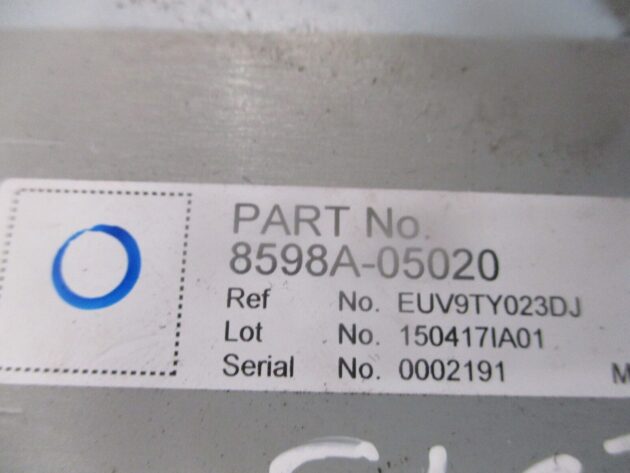 PART No.
8598A-05020
Ref No. EUV9TY023DJ
Lot No. 150417IA01
Serial No. 0002191
M